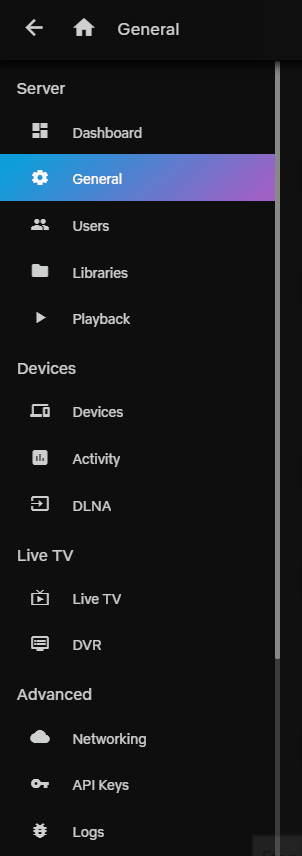 General
Server
Dashboard
General
Users
Libraries
Playback
Devices
Devices
Activity
DLNA
Live TV
Live TV
DVR
Advanced
Networking
API Keys
Logs